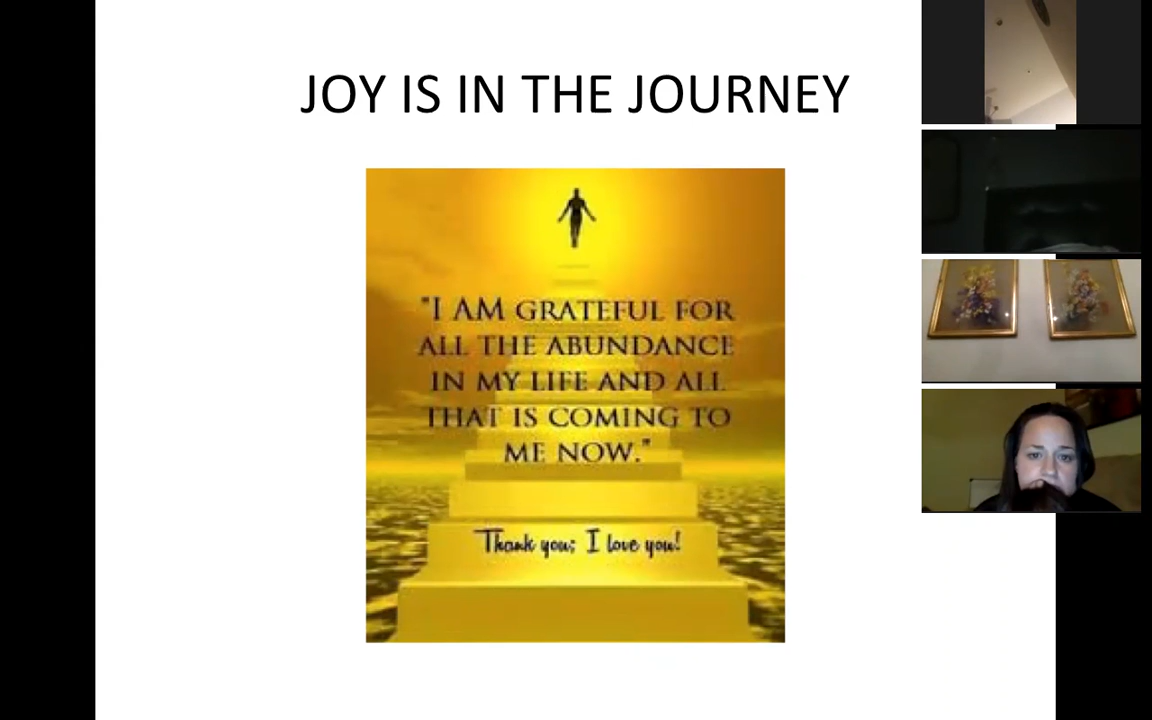 JOY IS IN THE JOURNEY
"I AM GRATEFUL FOR
ALL THE ABUNDANCE
IN MY LIFE AND ALL
THAT IS COMING TO
ME NOW."
Thank you; I love you!